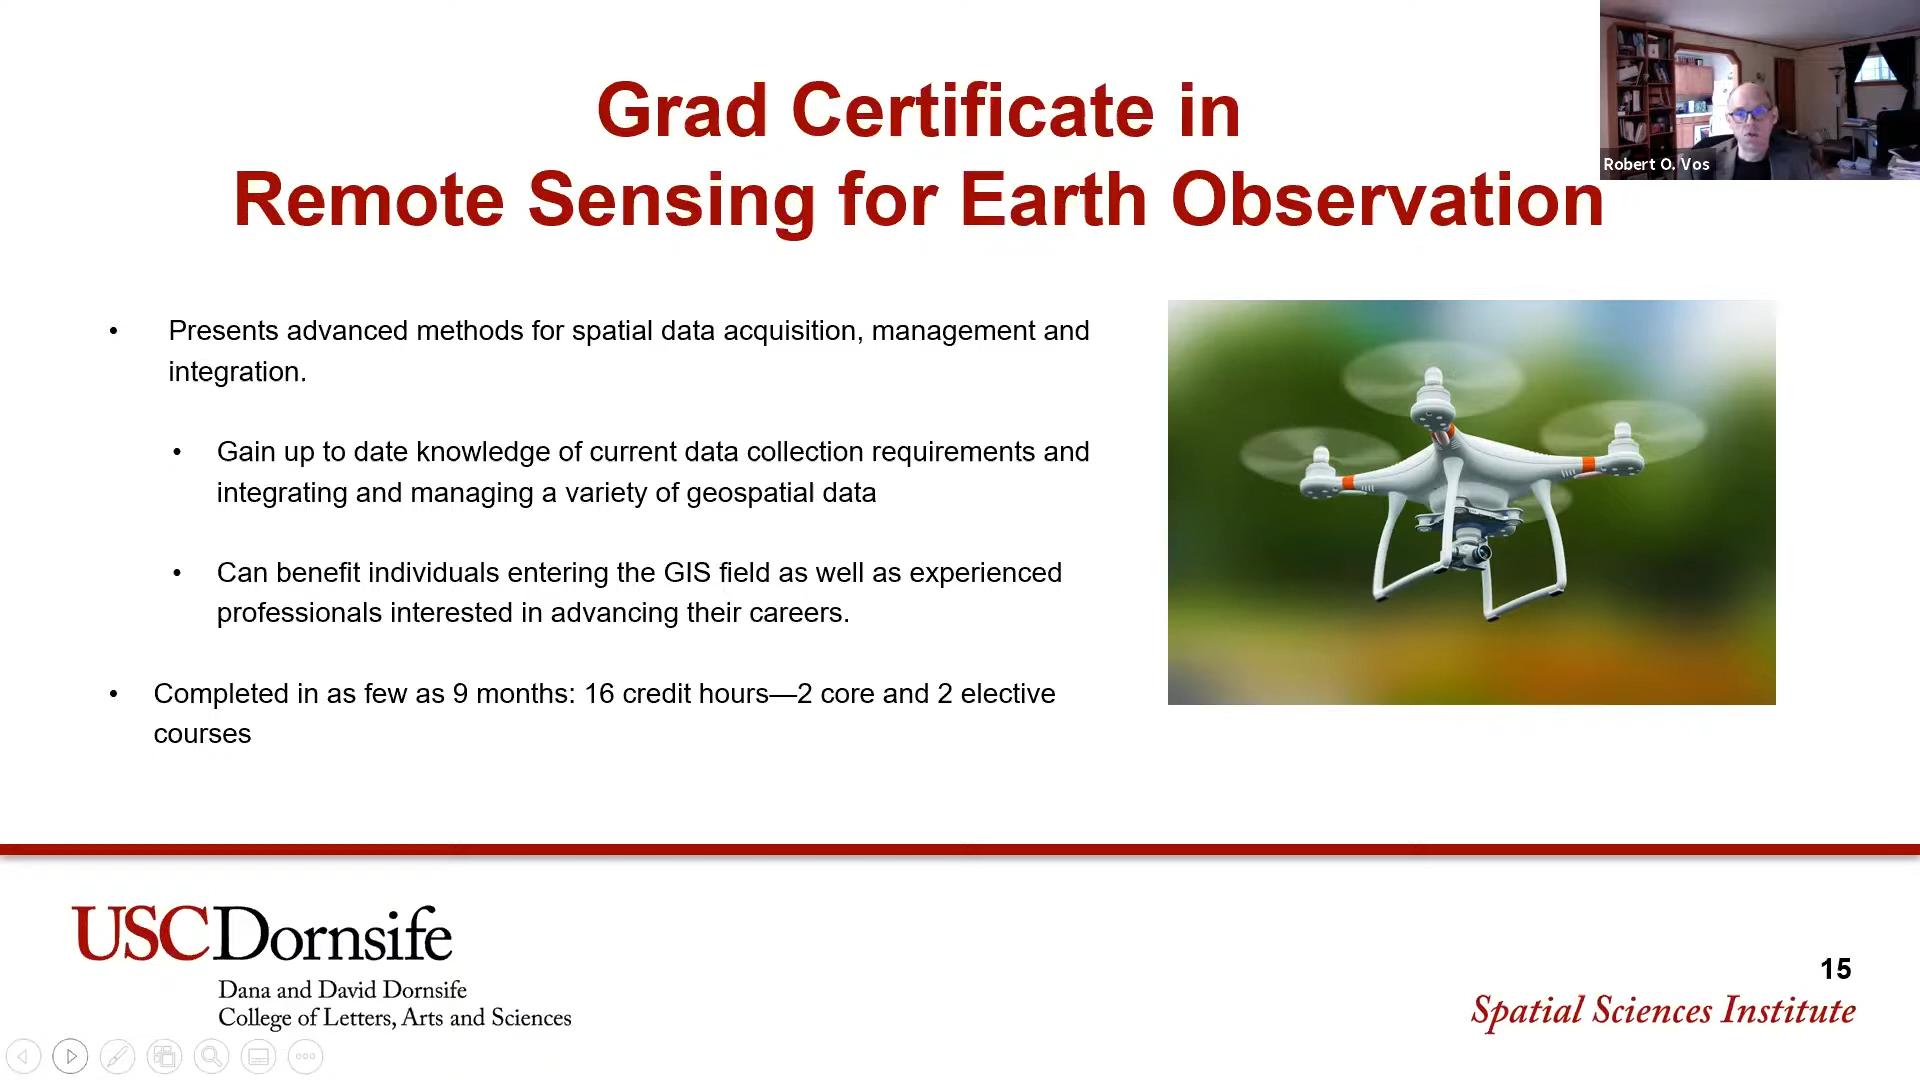 Grad Certificate in
Remote Sensing for Earth Observation
Robert O. Vos
• Presents advanced methods for spatial data acquisition, management and
integration.
• Gain up to date knowledge of current data collection requirements and
integrating and managing a variety of geospatial data
• Can benefit individuals entering the GIS field as well as experienced
professionals interested in advancing their careers.
• Completed in as few as 9 months: 16 credit hours—2 core and 2 elective
courses
USCDornsife
Dana and David Dornsife
College of Letters, Arts and Sciences
15
Spatial Sciences Institute